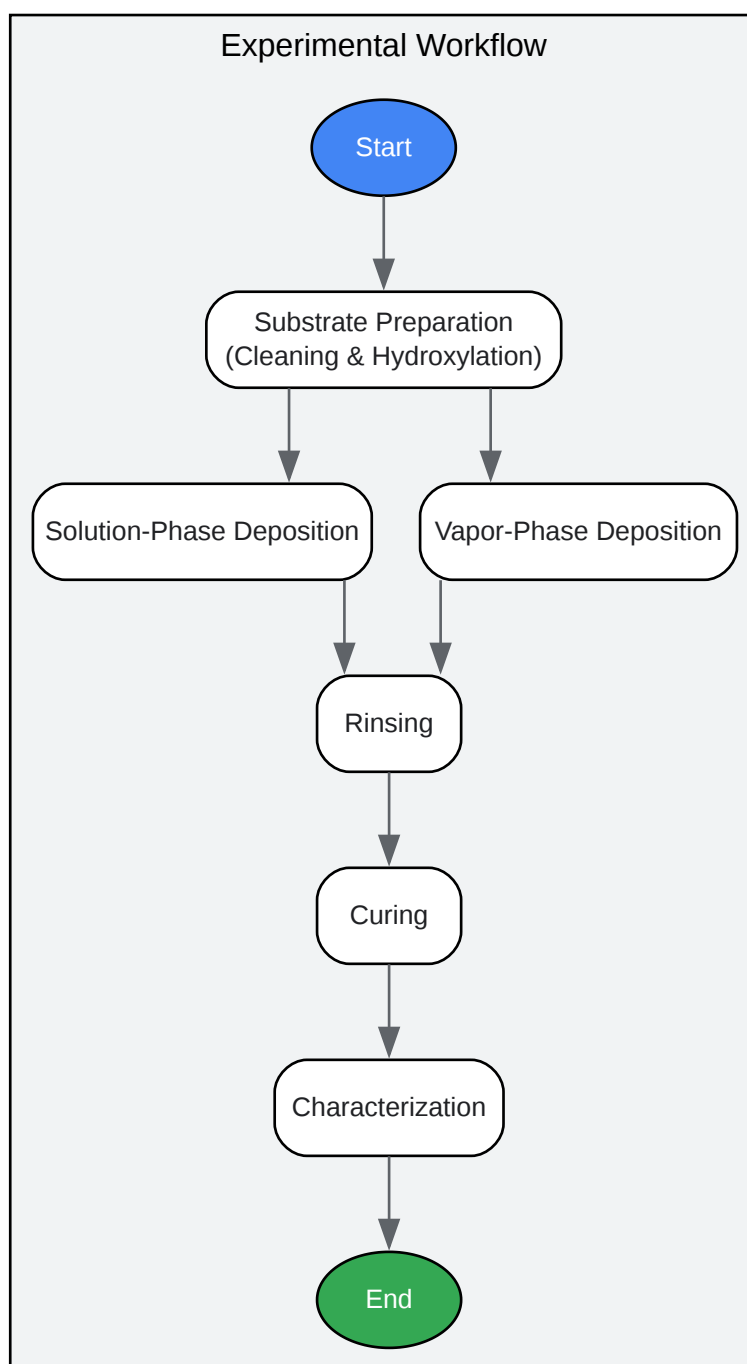 Experimental Workflow
Start
Substrate Preparation
(Cleaning & Hydroxylation)
Solution-Phase Deposition
Vapor-Phase Deposition
Rinsing
Curing
Characterization
End